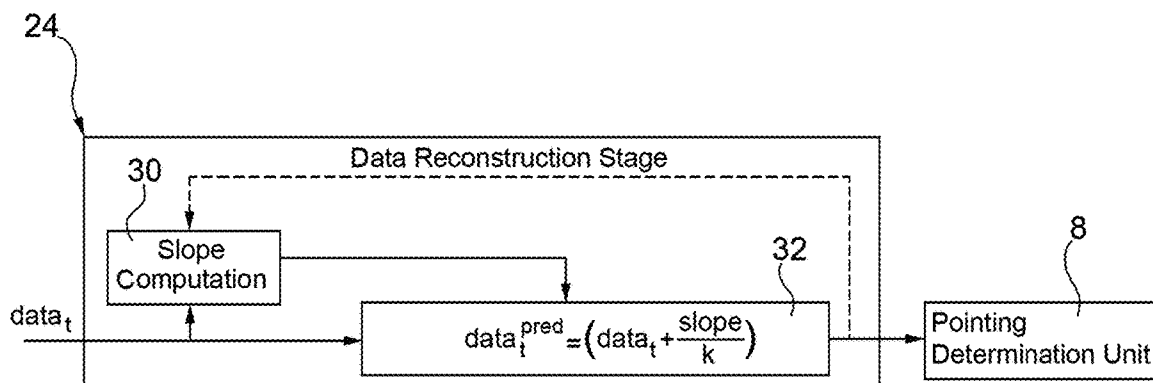 24
Data Reconstruction Stage
30
Slope
Computation
32
8
data_t
data_t^pred=(data_t+slope/k)
Pointing
Determination Unit